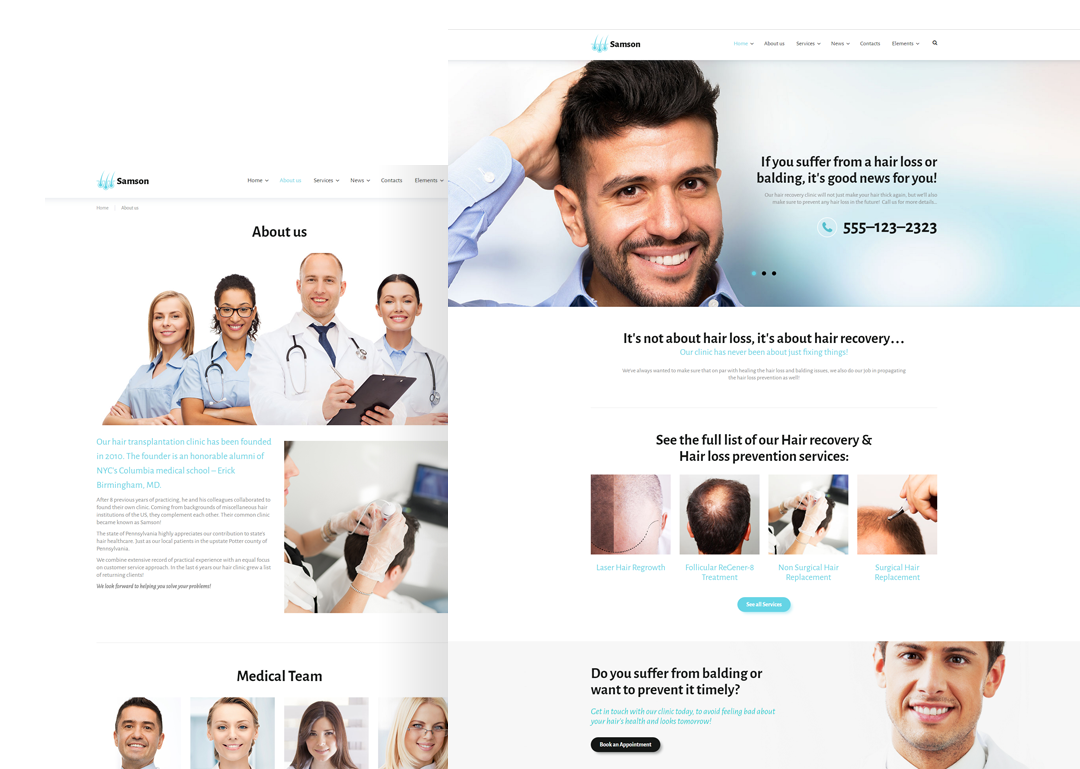 Samson
Home
About us
Services
News
Contacts
Elements
Home
About us
About us
Our hair transplantation clinic has been founded
in 2010. The founder is an honorable alumni of
NYC's Columbia medical school – Erick
Birmingham, MD.
After 8 previous years of practicing, he and his colleagues collaborated to
found their own clinic. Coming from backgrounds of miscellaneous hair
institutions of the US, they complement each other. Their common clinic
became known as Samson!
The state of Pennsylvania highly appreciates our contribution to state's
hair healthcare. Just as our local patients in the upstate Potter county of
Pennsylvania.
We combine extensive record of practical experience with an equal focus
on customer service approach. In the last 6 years our hair clinic grew a list
of returning clients!
We look forward to helping you solve your problems!
Medical Team
Samson
Home
About us
Services
News
Contacts
Elements
If you suffer from a hair loss or
balding, it's good news for you!
Our hair recovery clinic will not just make your hair thick again, but we'll also
make sure to prevent any hair loss in the future! Call us for more details...
555–123–2323
It's not about hair loss, it's about hair recovery...
Our clinic has never been about just fixing things!
We've always wanted to make sure that on par with healing the hair loss and balding issues, we also do our job in propagating
the hair loss prevention as well!
See the full list of our Hair recovery &
Hair loss prevention services:
Laser Hair Regrowth
Follicular ReGener-8
Treatment
Non Surgical Hair
Replacement
Surgical Hair
Replacement
See all Services
Do you suffer from balding or
want to prevent it timely?
Get in touch with our clinic today, to avoid feeling bad about
your hair's health and looks tomorrow!
Book an Appointment